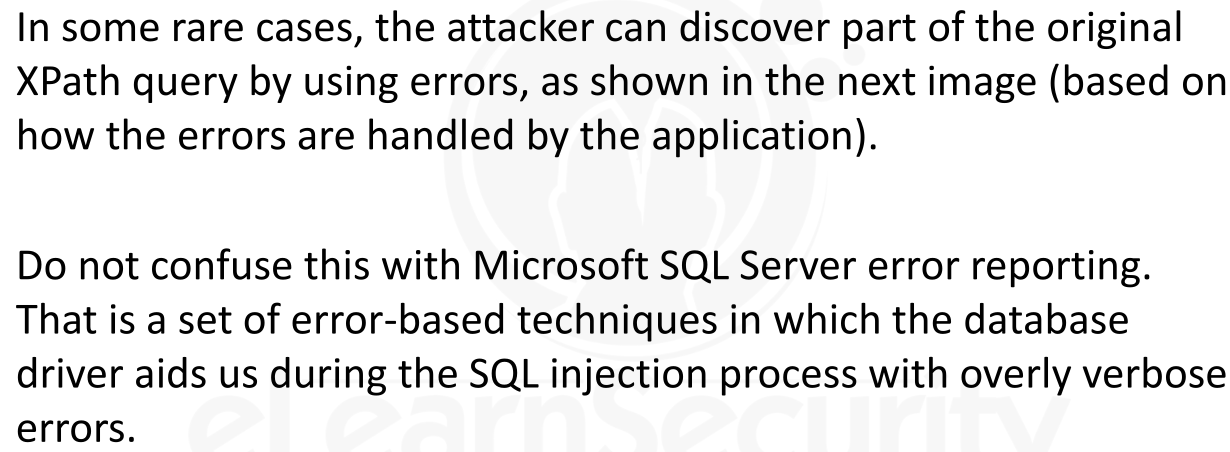 In some rare cases, the attacker can discover part of the original
XPath query by using errors, as shown in the next image (based on
how the errors are handled by the application).
Do not confuse this with Microsoft SQL Server error reporting.
That is a set of error-based techniques in which the database
driver aids us during the SQL injection process with overly verbose
errors.
eLearnSecurity